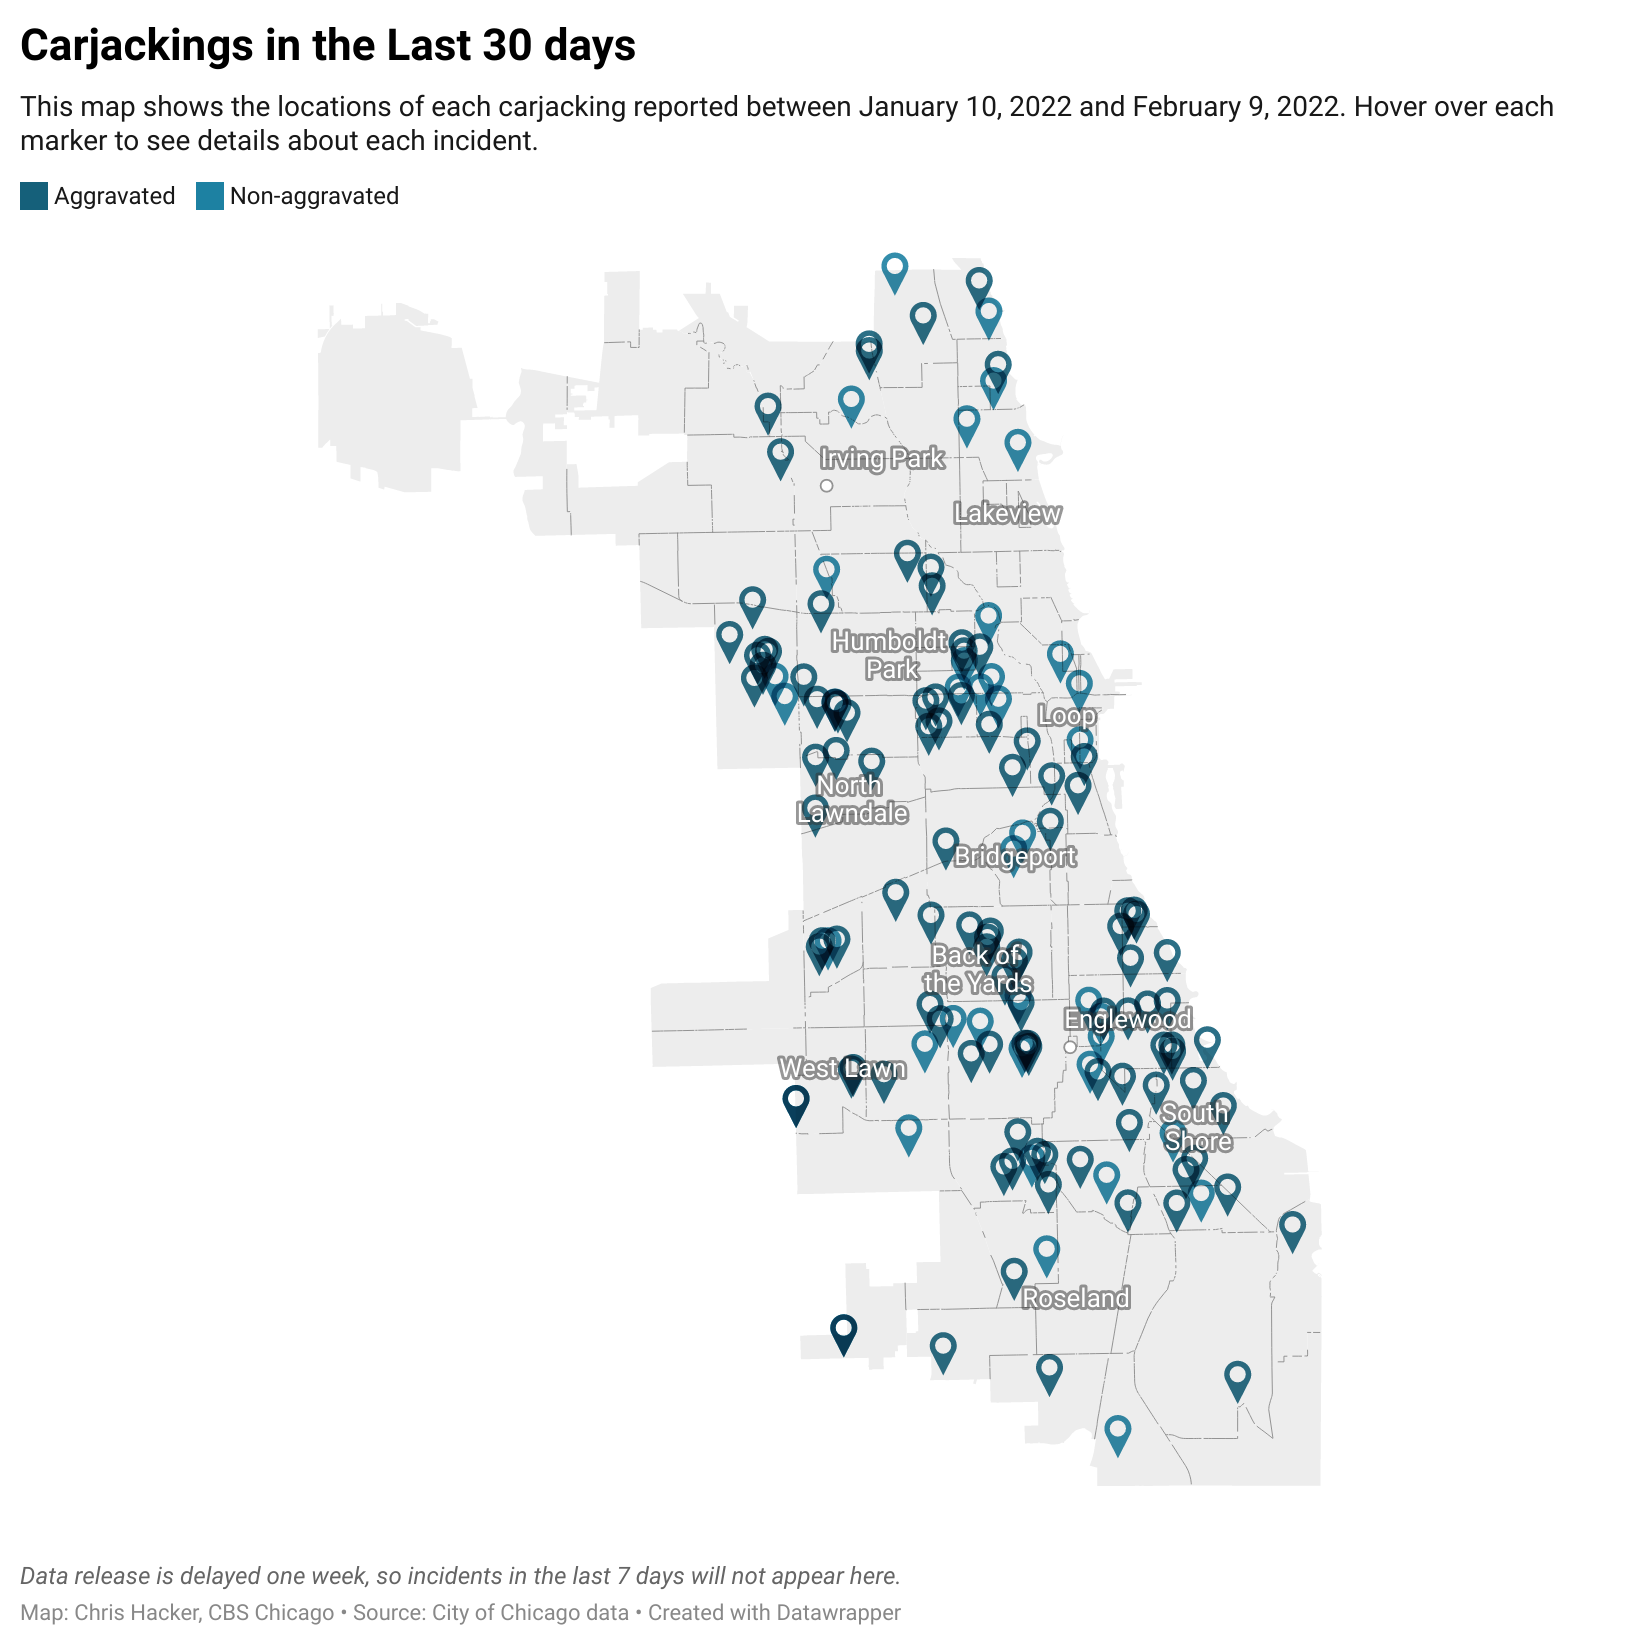 Carjackings in the Last 30 days
This map shows the locations of each carjacking reported between January 10, 2022 and February 9, 2022. Hover over each
marker to see details about each incident.
Aggravated Non-aggravated
Irving Park
Lakeview
Humboldt
Park
Loop
North
Lawndale
Bridgeport
Back of
the Yards
Englewood
West Lawn
South
Shore
Roseland
Data release is delayed one week, so incidents in the last 7 days will not appear here.
Map: Chris Hacker, CBS Chicago • Source: City of Chicago data • Created with Datawrapper